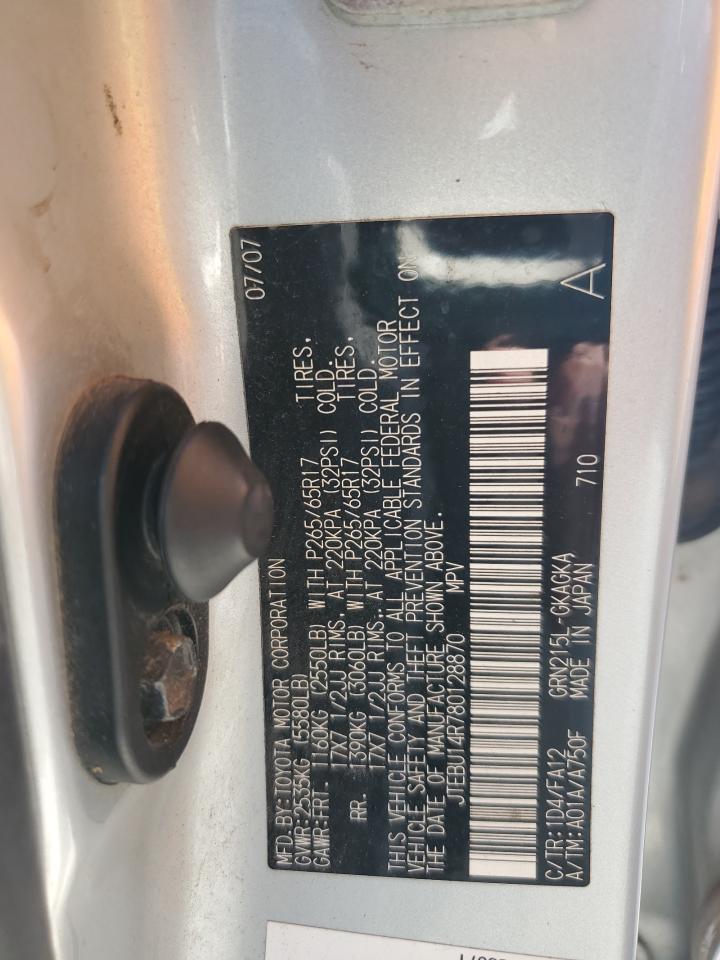 MFD.BY:TOYOTA MOTOR CORPORATION 07/07
GVWR:2535KG (5580LB)
GAWR:FRT. 1160KG (2550LB) WITH P265/65R17 TIRES,
17X7 1/2JJ RIMS, AT 220KPA (32PSI) COLD.
RR. 1390KG (3060LB) WITH P265/65R17 TIRES,
17X7 1/2JJ RIMS, AT 220KPA (32PSI) COLD.
THIS VEHICLE CONFORMS TO ALL APPLICABLE FEDERAL MOTOR
VEHICLE SAFETY AND THEFT PREVENTION STANDARDS IN EFFECT ON
THE DATE OF MANUFACTURE SHOWN ABOVE.
JTEBU14R780128870 MPV
C/TR:1D4/FA12 GRN215L-GKAGKA 710 A
A/TM:A01A/A750F MADE IN JAPAN